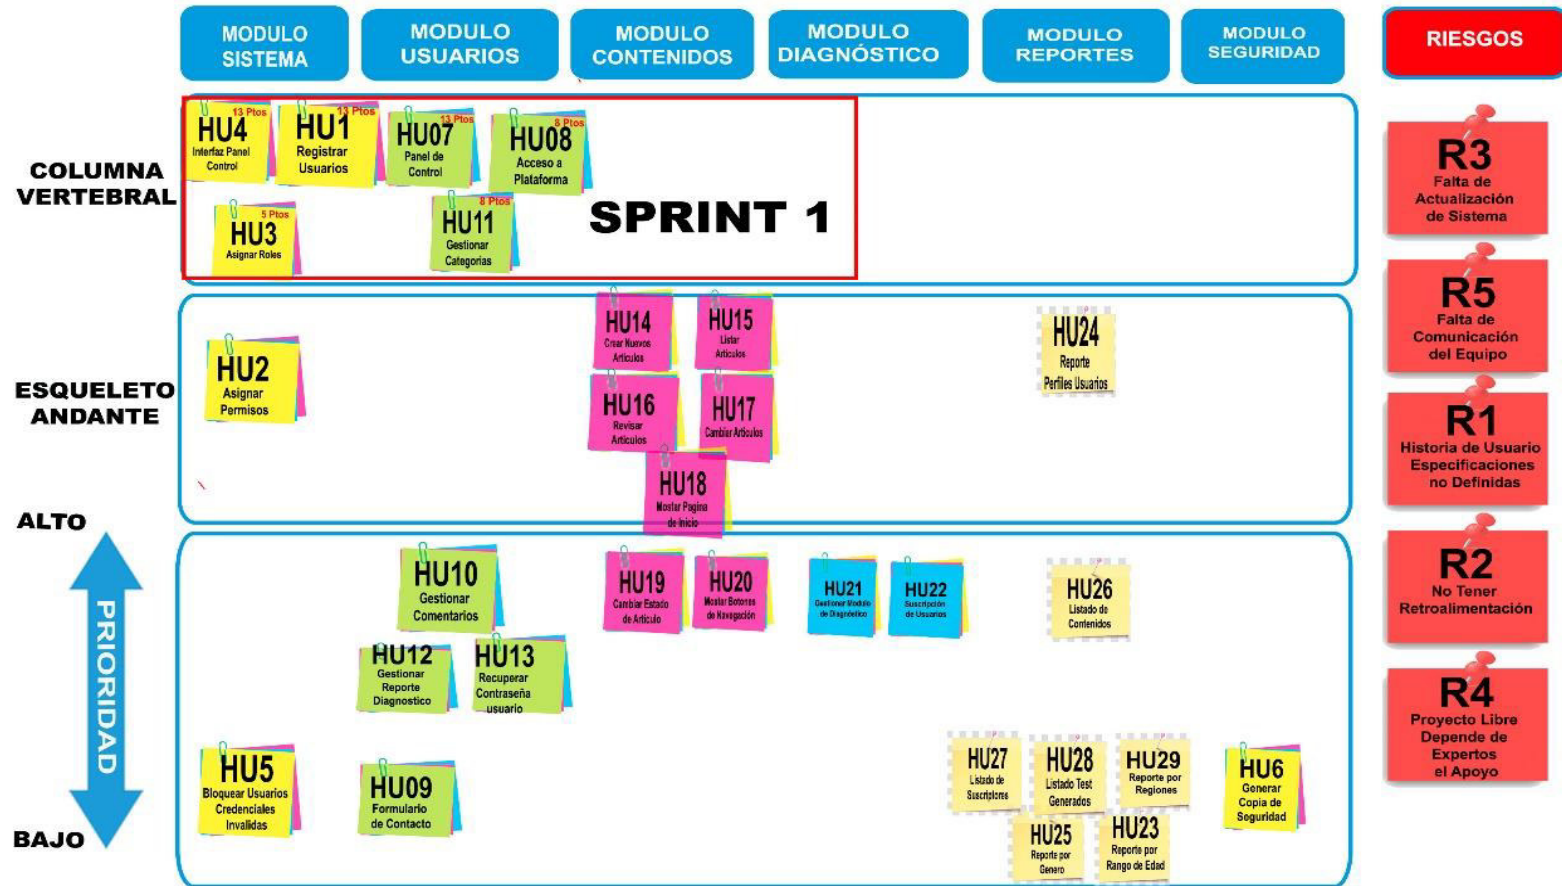 MODULO
SISTEMA
MODULO
USUARIOS
MODULO
CONTENIDOS
MODULO
DIAGNÓSTICO
MODULO
REPORTES
MODULO
SEGURIDAD
RIESGOS
COLUMNA
VERTEBRAL
13 Ptos
HU4
Interfaz Panel
Control
13 Ptos
HU1
Registrar
Usuarios
13 Ptos
HU07
Panel de
Control
8 Ptos
HU08
Acceso a
Plataforma
5 Ptos
HU3
Asignar Roles
8 Ptos
HU11
Gestionar
Categorias
SPRINT 1
ESQUELETO
ANDANTE
HU2
Asignar
Permisos
HU14
Crear Nuevos
Articulos
HU15
Listar
Articulos
HU16
Revisar
Articulos
HU17
Cambiar Articulos
HU18
Mostar Pagina
de Inicio
HU24
Reporte
Perfiles Usuarios
ALTO
PRIORIDAD
BAJO
HU10
Gestionar
Comentarios
HU19
Cambiar Estado
de Articulo
HU20
Mostar Botones
de Navagación
HU21
Gestionar Modulo
de Diagnóstico
HU22
Suscripción
de Usuarios
HU26
Listado de
Contenidos
HU12
Gestionar
Reporte
Diagnostico
HU13
Recuperar
Contraseña
usuario
HU5
Bloquear Usuarios
Credenciales
Invalidas
HU09
Formulario
de Contacto
HU27
Listado de
Suscriptores
HU28
Listado Test
Generados
HU29
Reporte por
Regiones
HU25
Reporte por
Genero
HU23
Reporte por
Rango de Edad
HU6
Generar
Copia de
Seguridad
R3
Falta de
Actualización
de Sistema
R5
Falta de
Comunicación
del Equipo
R1
Historia de Usuario
Especificaciones
no Definidas
R2
No Tener
Retroalimentación
R4
Proyecto Libre
Depende de
Expertos
el Apoyo